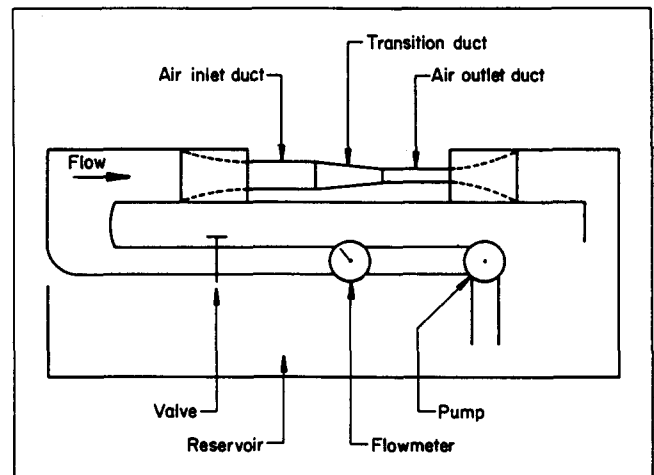 Transition duct
Air inlet duct
Air outlet duct
Flow
Valve
Pump
Reservoir
Flowmeter